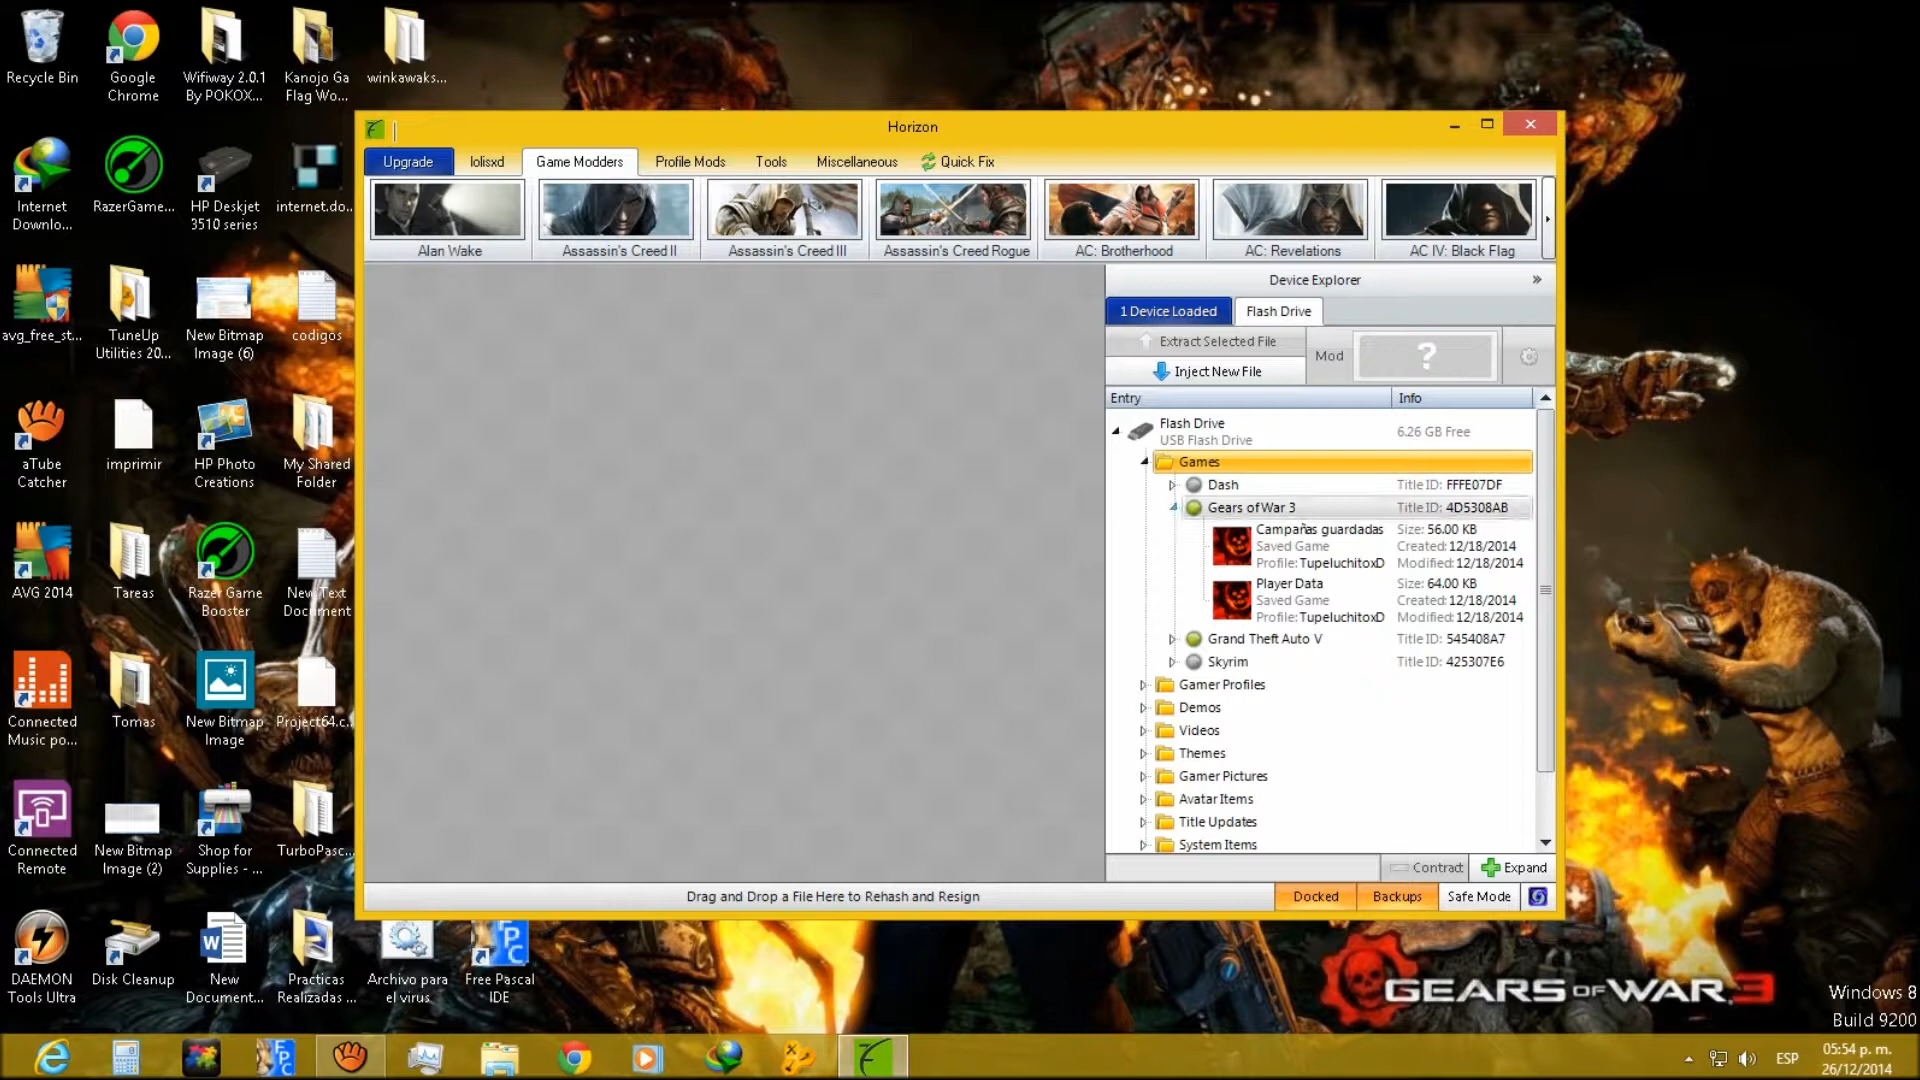 Recycle Bin
Google
Chrome
Wifiway 2.0.1
By POKOX...
Kanojo Ga
Flag Wo...
winkawaks...
Internet
Downlo...
RazerGame...
HP Deskjet
3510 series
internet.do...
avg_free_st...
TuneUp
Utilities 20...
New Bitmap
Image (6)
codigos
aTube
Catcher
imprimir
HP Photo
Creations
My Shared
Folder
AVG 2014
Tareas
Razer Game
Booster
New Text
Document
Connected
Music po...
Tomas
New Bitmap
Image
Project64.c...
Connected
Remote
New Bitmap
Image (2)
Shop for
Supplies - ...
TurboPasc...
DAEMON
Tools Ultra
Disk Cleanup
New
Document...
Practicas
Realizadas ...
Archivo para
el virus
Free Pascal
IDE
Horizon
Upgrade
lolisxd
Game Modders
Profile Mods
Tools
Miscellaneous
Quick Fix
Alan Wake
Assassin's Creed II
Assassin's Creed III
Assassin's Creed Rogue
AC: Brotherhood
AC: Revelations
AC IV: Black Flag
Device Explorer
1 Device Loaded
Flash Drive
Extract Selected File
Inject New File
Mod
?
Entry
Info
Flash Drive
USB Flash Drive
6.26 GB Free
Games
Dash
Title ID: FFFE07DF
Gears of War 3
Title ID: 4D5308AB
Campañas guardadas
Size: 56.00 KB
Saved Game
Created: 12/18/2014
Profile: TupeluchitoxD
Modified: 12/18/2014
Player Data
Size: 64.00 KB
Saved Game
Created: 12/18/2014
Profile: TupeluchitoxD
Modified: 12/18/2014
Grand Theft Auto V
Title ID: 545408A7
Skyrim
Title ID: 425307E6
Gamer Profiles
Demos
Videos
Themes
Gamer Pictures
Avatar Items
Title Updates
System Items
Contract
Expand
Drag and Drop a File Here to Rehash and Resign
Docked
Backups
Safe Mode
GEARS OF WAR 3
Windows 8
Build 9200
ESP
05:54 p. m.
26/12/2014